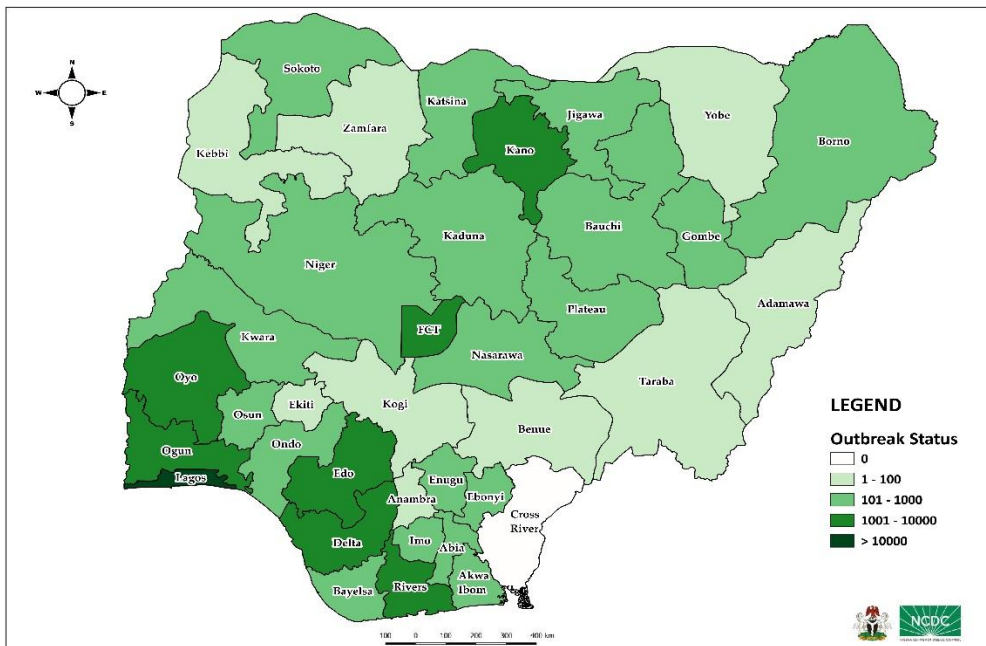 N
W E
S
Sokoto
Katsina
Jigawa
Yobe
Borno
Zamfara
Kebbi
Kano
Bauchi
Gombe
Kaduna
Niger
Adamawa
Plateau
FCT
Kwara
Nasarawa
Taraba
Oyo
Ekiti
Kogi
Benue
Osun
Ondo
Ogun
Edo
Lagos
Enugu
Anambra
Ebonyi
Cross
River
Delta
Imo
Abia
Bayelsa
Rivers
Akwa
Ibom
LEGEND
Outbreak Status
0
1 - 100
101 - 1000
1001 - 10000
> 10000
100 0 100 200 300 400 km
NCDC